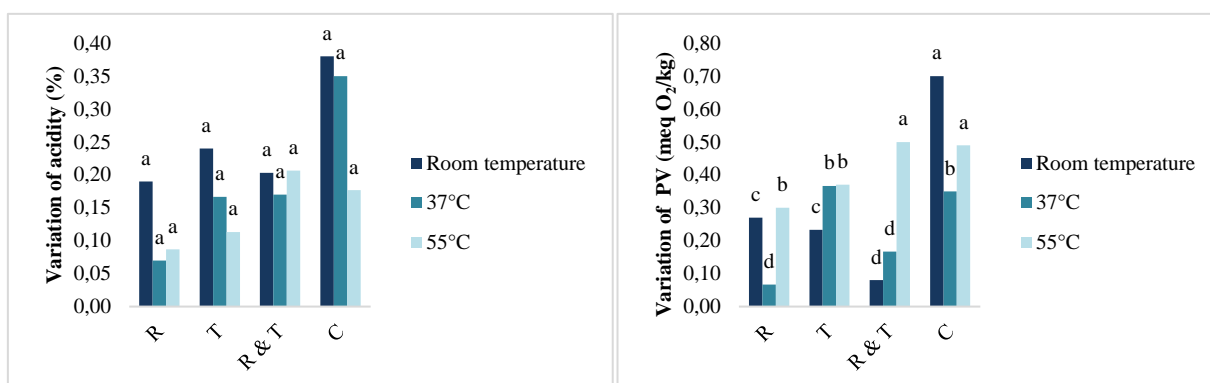 Variation of acidity (%)
0,40
0,35
0,30
0,25
0,20
0,15
0,10
0,05
0,00
a a a
a a a
a a a
a a a
R T R & T C
Room temperature
37°C
55°C
Variation of PV (meq O₂/kg)
0,80
0,70
0,60
0,50
0,40
0,30
0,20
0,10
0,00
c d b
c b b
d d a
a b a
R T R & T C
Room temperature
37°C
55°C